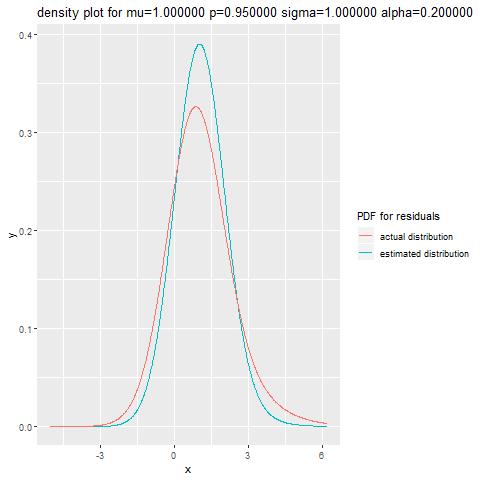 density plot for mu=1.000000 p=0.950000 sigma=1.000000 alpha=0.200000
0.4
0.3
0.2
0.1
0.0
y
-3
0
3
6
x
PDF for residuals
actual distribution
estimated distribution